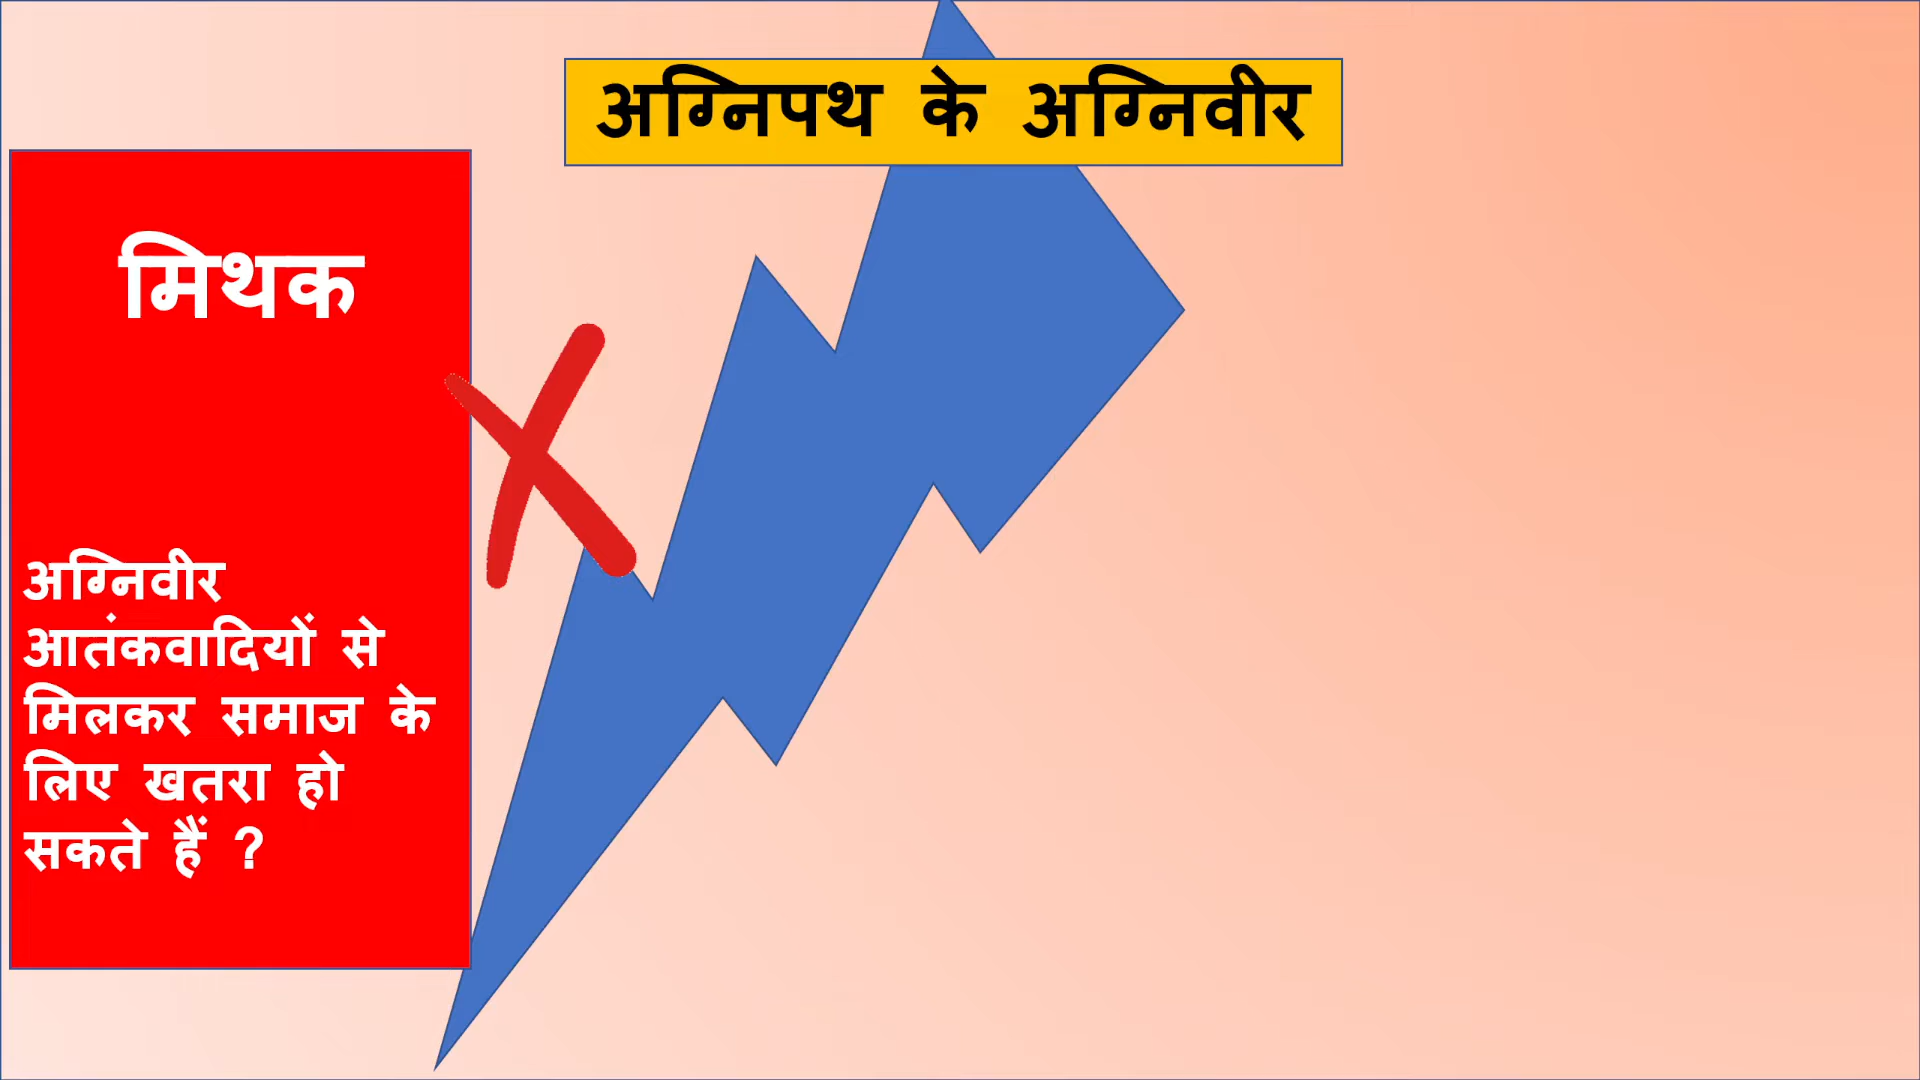 अग्निपथ के अग्निवीर
मिथक
अग्निवीर
आतंकवादियों से
मिलकर समाज के
लिए खतरा हो
सकते हैं ?